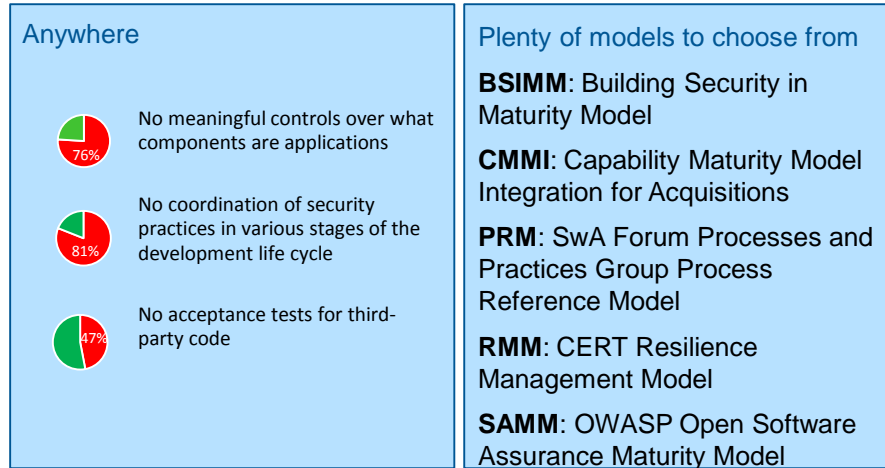 Anywhere
76%
No meaningful controls over what
components are applications
81%
No coordination of security
practices in various stages of the
development life cycle
47%
No acceptance tests for third-
party code
Plenty of models to choose from
BSIMM: Building Security in
Maturity Model
CMMI: Capability Maturity Model
Integration for Acquisitions
PRM: SwA Forum Processes and
Practices Group Process
Reference Model
RMM: CERT Resilience
Management Model
SAMM: OWASP Open Software
Assurance Maturity Model